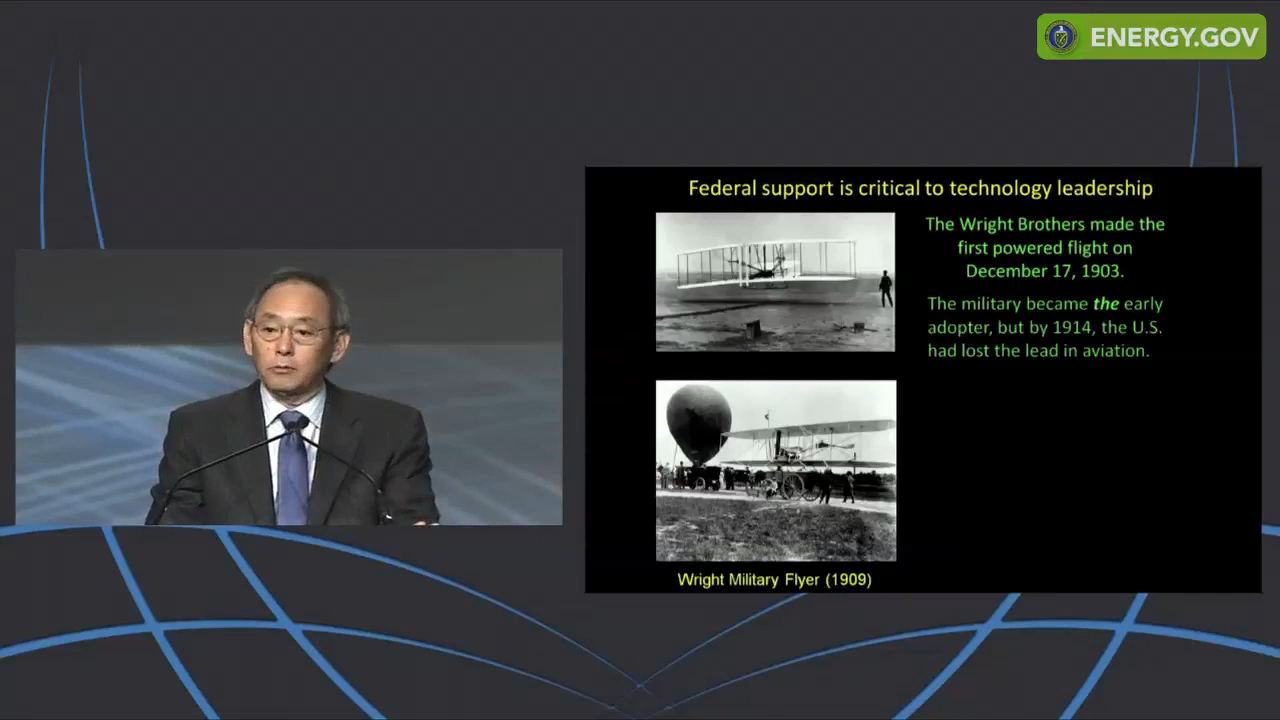 ENERGY.GOV
Federal support is critical to technology leadership
The Wright Brothers made the
first powered flight on
December 17, 1903.
The military became the early
adopter, but by 1914, the U.S.
had lost the lead in aviation.
Wright Military Flyer (1909)